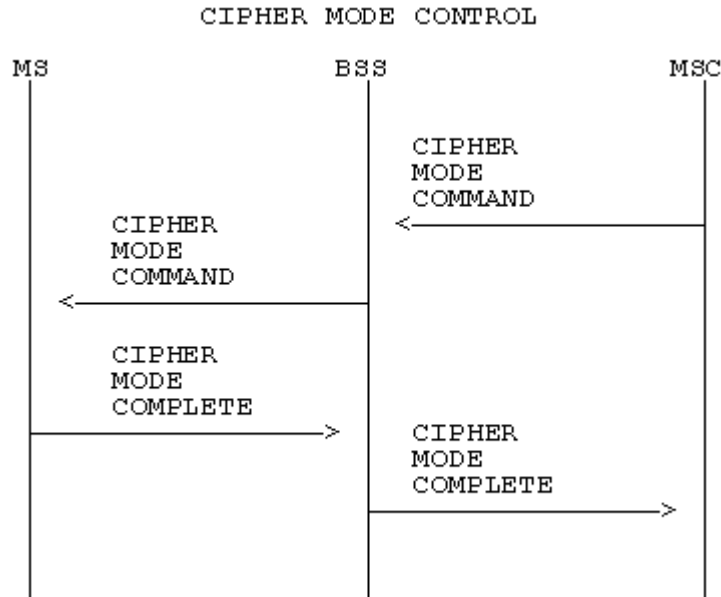 CIPHER MODE CONTROL
MS BSS MSC
CIPHER
MODE
COMMAND
CIPHER
MODE
COMMAND
CIPHER
MODE
COMPLETE
CIPHER
MODE
COMPLETE